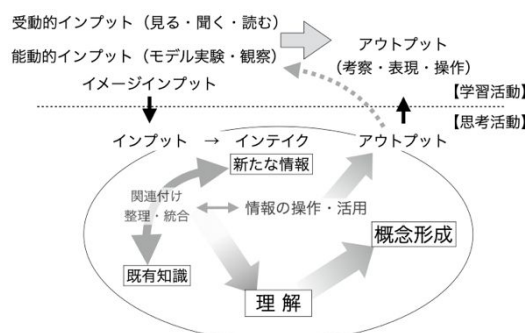 受動的インプット（見る・聞く・読む）
能動的インプット（モデル実験・観察）
イメージインプット
アウトプット
（考察・表現・操作）
【学習活動】
【思考活動】
インプット → インテイク アウトプット
新たな情報
関連付け
整理・統合
情報の操作・活用
概念形成
既有知識
理 解